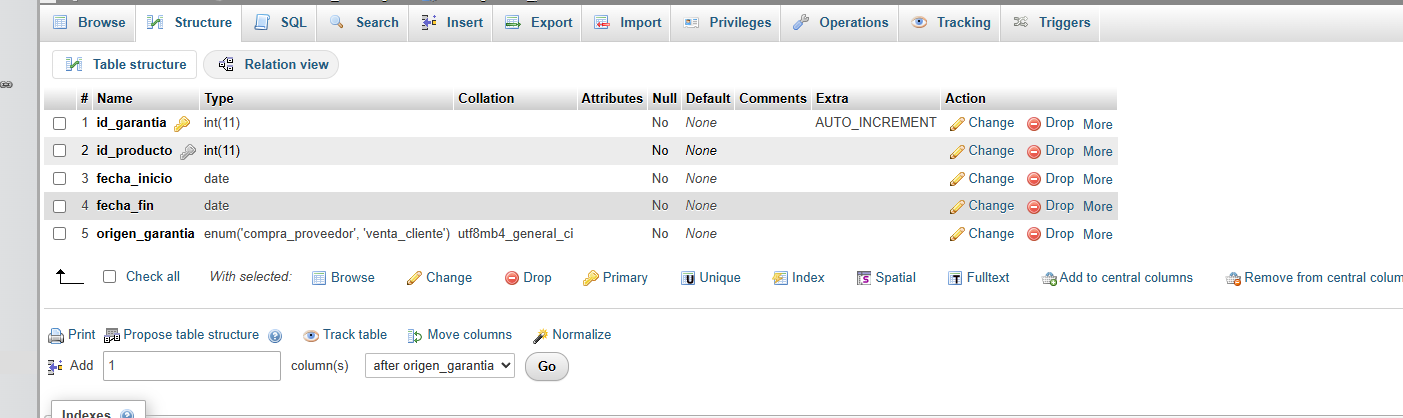 Browse Structure SQL Search Insert Export Import Privileges Operations Tracking Triggers
Table structure Relation view
# Name Type Collation Attributes Null Default Comments Extra Action
1 id_garantia int(11) No None AUTO_INCREMENT Change Drop More
2 id_producto int(11) No None Change Drop More
3 fecha_inicio date No None Change Drop More
4 fecha_fin date No None Change Drop More
5 origen_garantia enum('compra_proveedor', 'venta_cliente') utf8mb4_general_ci No None Change Drop More
Check all With selected: Browse Change Drop Primary Unique Index Spatial Fulltext Add to central columns Remove from central colum
Print Propose table structure Track table Move columns Normalize
Add 1 column(s) after origen_garantia Go
Indexes